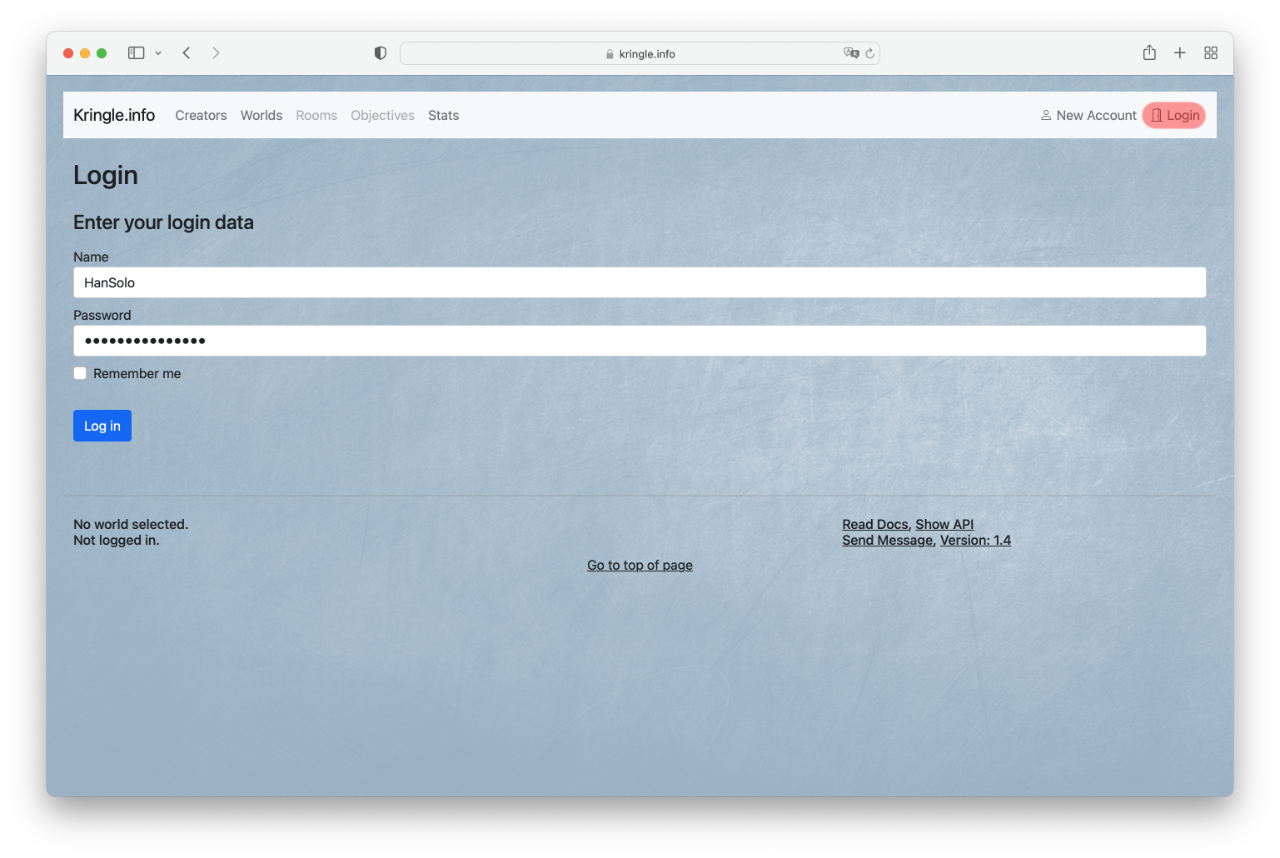 kringle.info
Kringle.info Creators Worlds Rooms Objectives Stats New Account Login
Login
Enter your login data
Name
HanSolo
Password
●●●●●●●●●●●●●●●
Remember me
Log in
No world selected.
Not logged in.
Read Docs, Show API
Send Message, Version: 1.4
Go to top of page